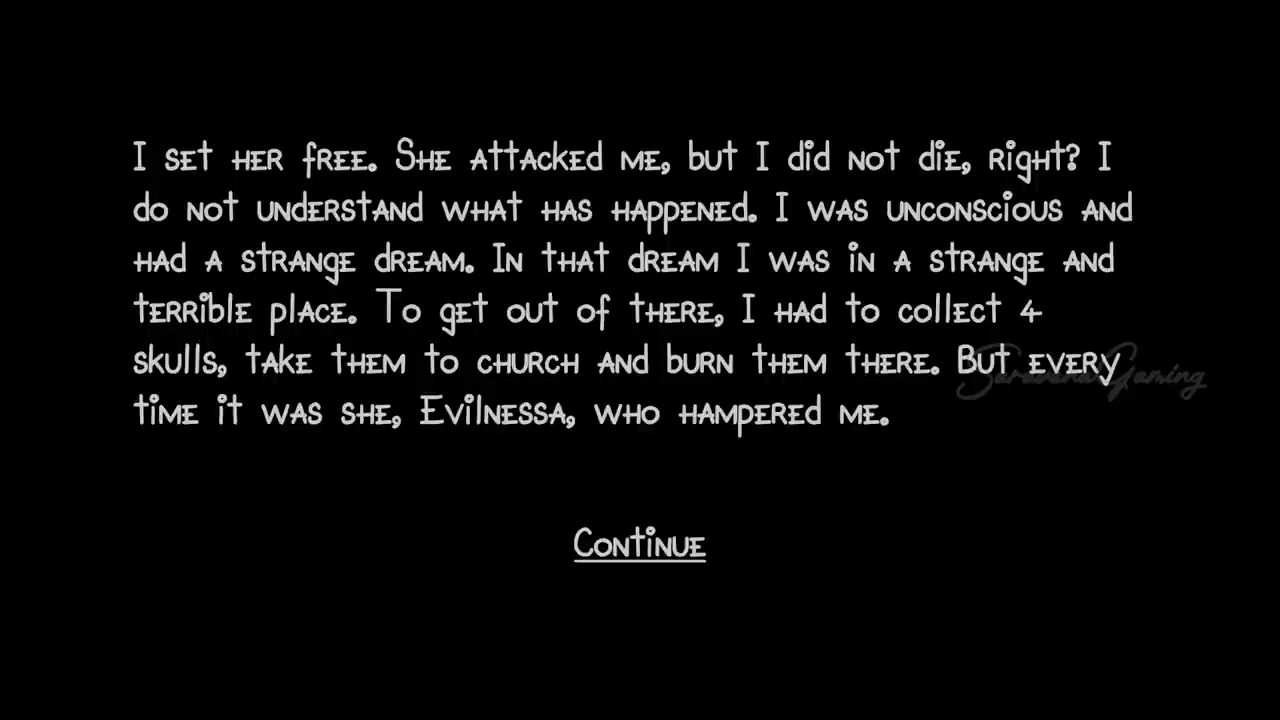 I set her free. She attacked me, but I did not die, right? I
do not understand what has happened. I was unconscious and
had a strange dream. In that dream I was in a strange and
terrible place. To get out of there, I had to collect 4
skulls, take them to church and burn them there. But every
time it was she, Evilnessa, who hampered me.
Continue